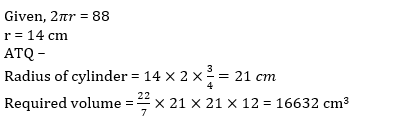 Given, 2πr = 88
r = 14 cm
ATQ –
Radius of cylinder = 14 × 2 × 3/4 = 21 cm
Required volume = 22/7 × 21 × 21 × 12 = 16632 cm³